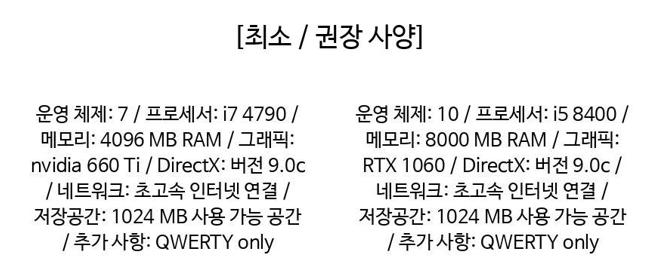 [최소 / 권장 사양]
운영 체제: 7 / 프로세서: i7 4790 /
메모리: 4096 MB RAM / 그래픽:
nvidia 660 Ti / DirectX: 버전 9.0c
/ 네트워크: 초고속 인터넷 연결 /
저장공간: 1024 MB 사용 가능 공간
/ 추가 사항: QWERTY only
운영 체제: 10 / 프로세서: i5 8400 /
메모리: 8000 MB RAM / 그래픽:
RTX 1060 / DirectX: 버전 9.0c /
네트워크: 초고속 인터넷 연결 /
저장공간: 1024 MB 사용 가능 공간
/ 추가 사항: QWERTY only